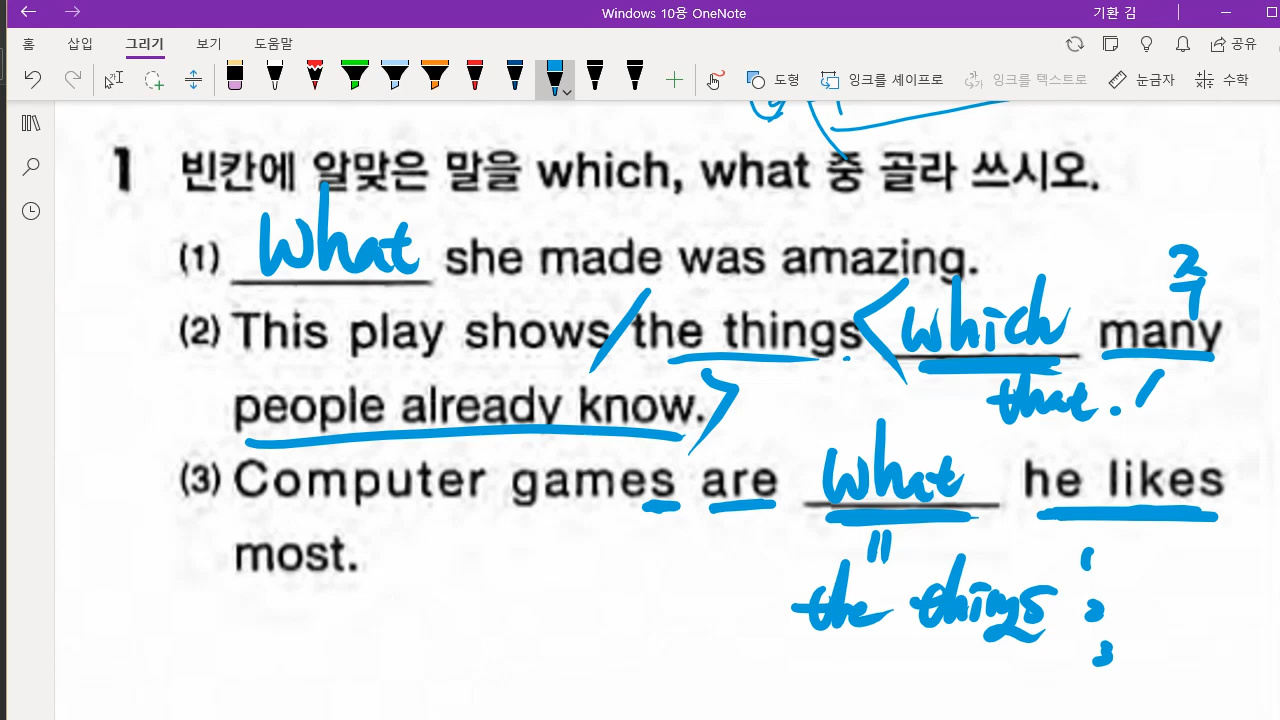 Windows 10용 OneNote
기환 김
홈 삽입 그리기 보기 도움말
공유
도형 잉크를 셰이프로 잉크를 텍스트로 눈금자 수학
1 빈칸에 알맞은 말을 which, what 중 골라 쓰시오.
(1) What she made was amazing.
(2) This play shows / the things < which many
people already know. >
that.
(3) Computer games are what he likes
most.
the things
1
2
3